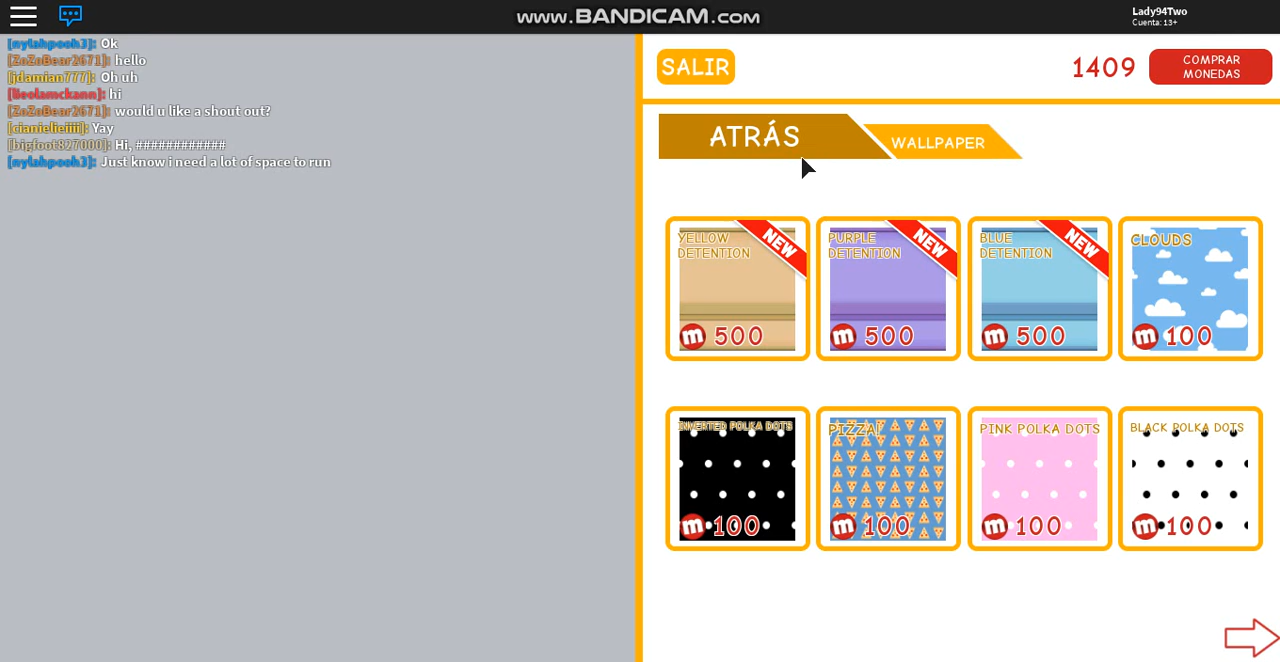 www.BANDICAM.com
Lady94Two
Cuenta: 13+
[nylahpooh3]: Ok
[ZoZoBear2671]: hello
[jdamian777]: Oh uh
[lieolamckann]: hi
[ZoZoBear2671]: would u like a shout out?
[cianielieiiii]: Yay
[bigfoot827000]: Hi, ############
[nylahpooh3]: Just know i need a lot of space to run
SALIR
1409
COMPRAR
MONEDAS
ATRÁS
WALLPAPER
YELLOW
DETENTION
NEW
m 500
PURPLE
DETENTION
NEW
m 500
BLUE
DETENTION
NEW
m 500
CLOUDS
m 100
INVERTED POLKA DOTS
m 100
PIZZA!
m 100
PINK POLKA DOTS
m 100
BLACK POLKA DOTS
m 100